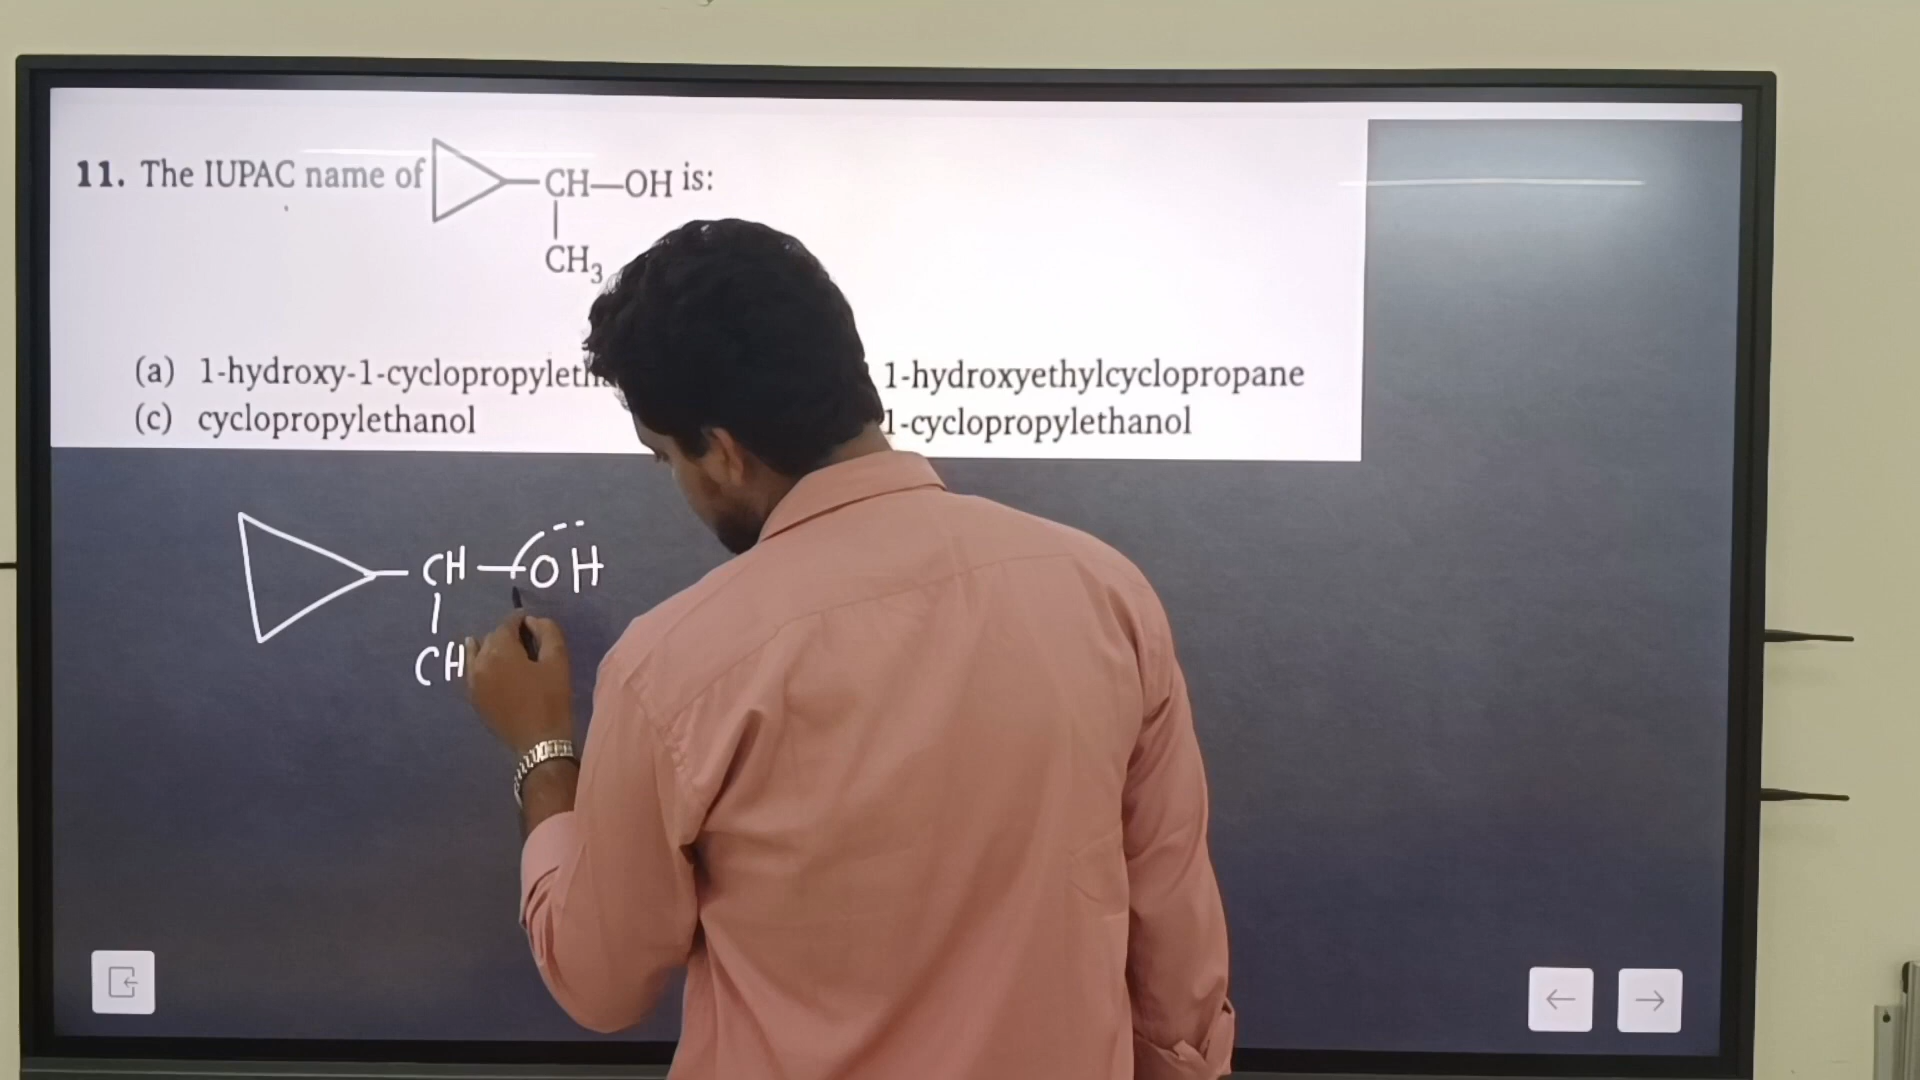 11. The IUPAC name of CH—OH is:
CH₃
(a) 1-hydroxy-1-cyclopropyleth 1-hydroxyethylcyclopropane
(c) cyclopropylethanol 1-cyclopropylethanol
CH — OH
CH